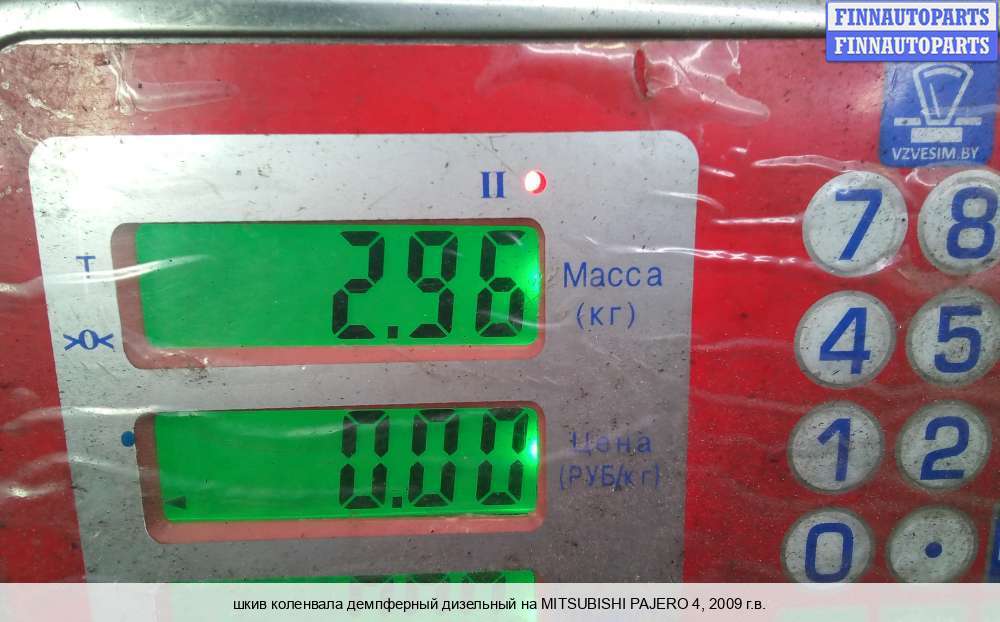 FINNAUTOPARTS
FINNAUTOPARTS
VZVESIM.BY
II
7 8
T
2.96
Масса
(кг)
>0<
4 5
0.00
Цена
(РУБ/кг)
1 2
0 .
шкив коленвала демпферный дизельный на MITSUBISHI PAJERO 4, 2009 г.в.